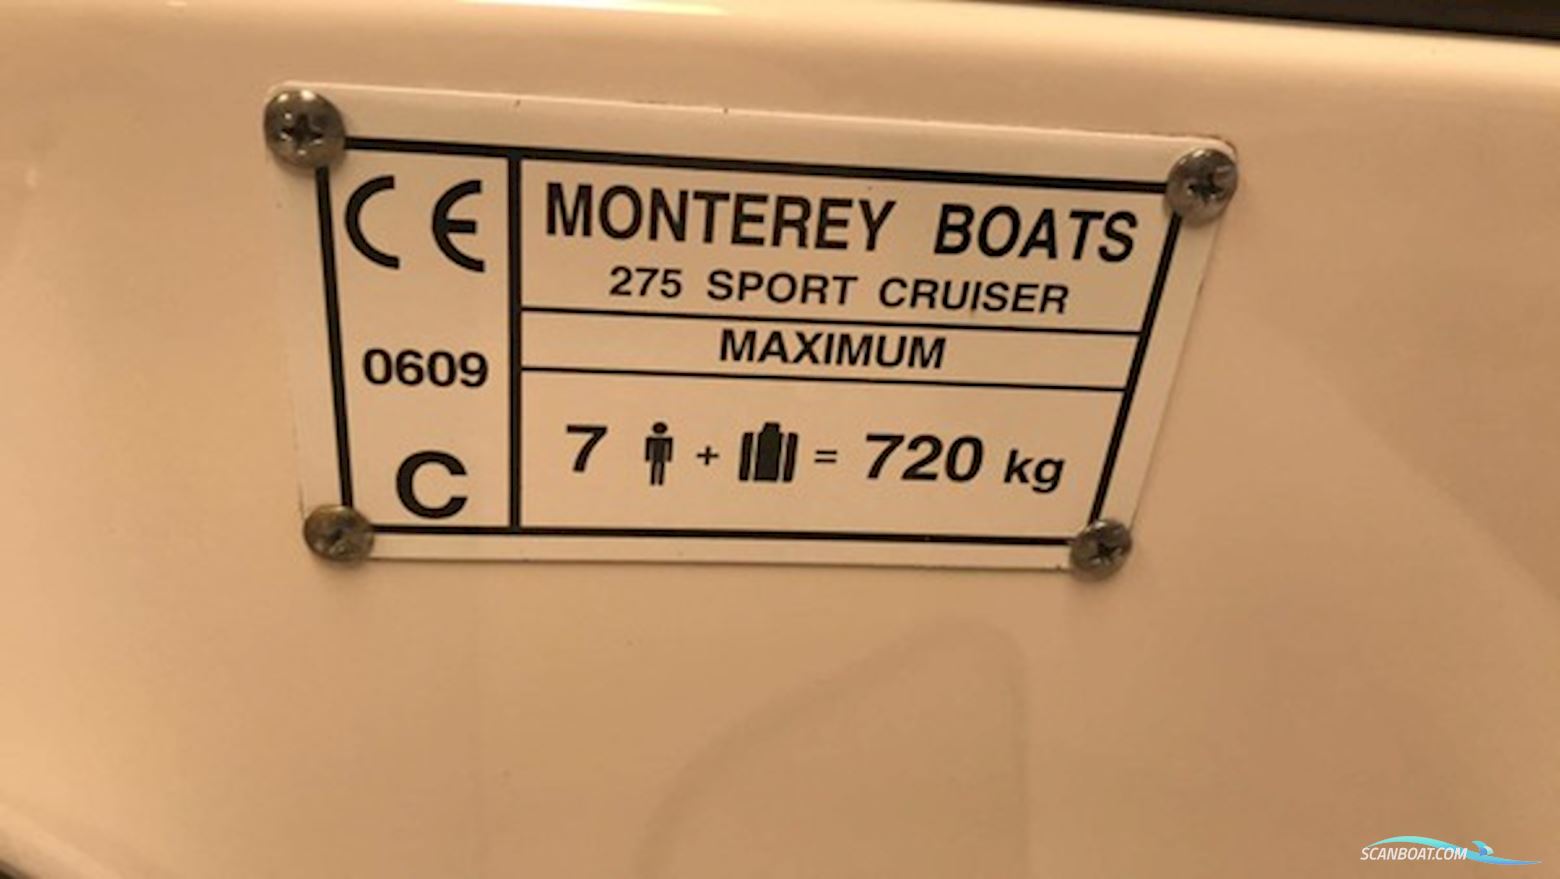 CE
0609
C
MONTEREY BOATS
275 SPORT CRUISER
MAXIMUM
7 + = 720 kg
SCANBOAT.COM